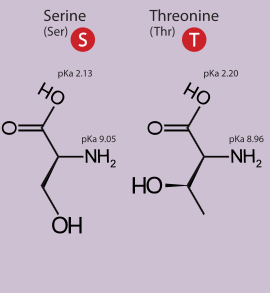 Serine
(Ser) S
pKa 2.13
HO
O
pKa 9.05
NH₂
OH
Threonine
(Thr) T
pKa 2.20
HO
O
pKa 8.96
NH₂
HO